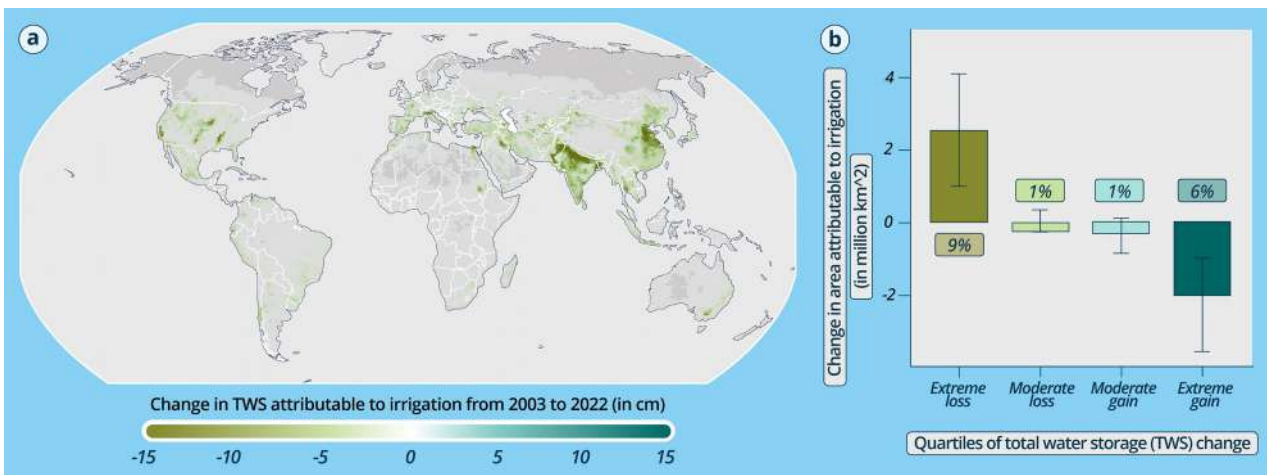 a
Change in TWS attributable to irrigation from 2003 to 2022 (in cm)
-15 -10 -5 0 5 10 15
b
Change in area attributable to irrigation
(in million km^2)
4
2
0
-2
9%
1%
1%
6%
Extreme
loss
Moderate
loss
Moderate
gain
Extreme
gain
Quartiles of total water storage (TWS) change